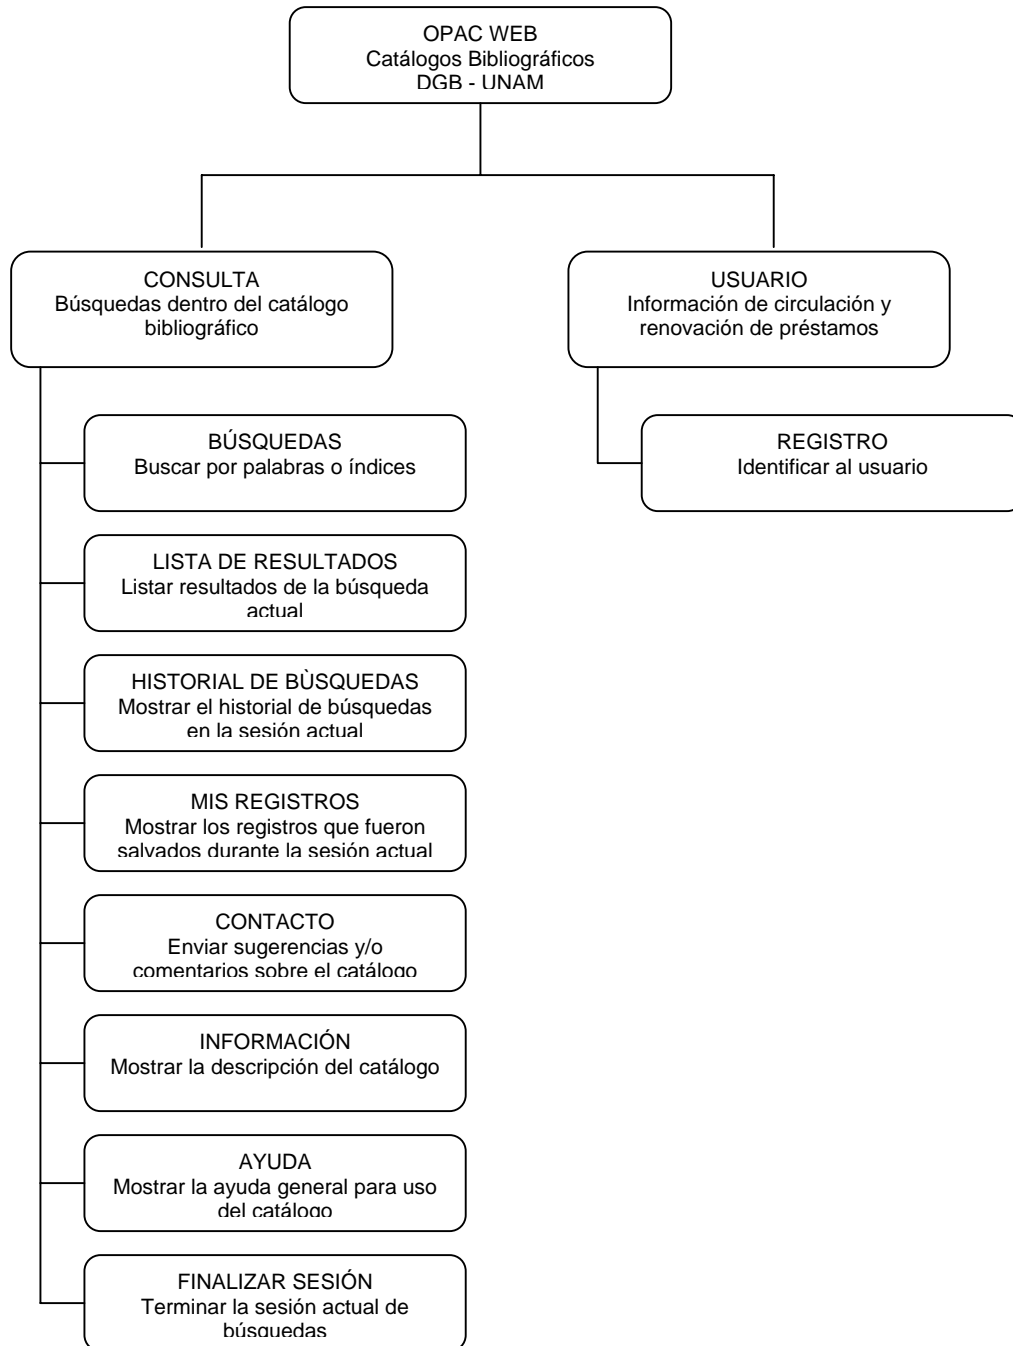 OPAC WEB
Catálogos Bibliográficos
DGB - UNAM
CONSULTA
Búsquedas dentro del catálogo
bibliográfico
USUARIO
Información de circulación y
renovación de préstamos
BÚSQUEDAS
Buscar por palabras o índices
REGISTRO
Identificar al usuario
LISTA DE RESULTADOS
Listar resultados de la búsqueda
actual
HISTORIAL DE BÙSQUEDAS
Mostrar el historial de búsquedas
en la sesión actual
MIS REGISTROS
Mostrar los registros que fueron
salvados durante la sesión actual
CONTACTO
Enviar sugerencias y/o
comentarios sobre el catálogo
INFORMACIÓN
Mostrar la descripción del catálogo
AYUDA
Mostrar la ayuda general para uso
del catálogo
FINALIZAR SESIÓN
Terminar la sesión actual de
búsquedas